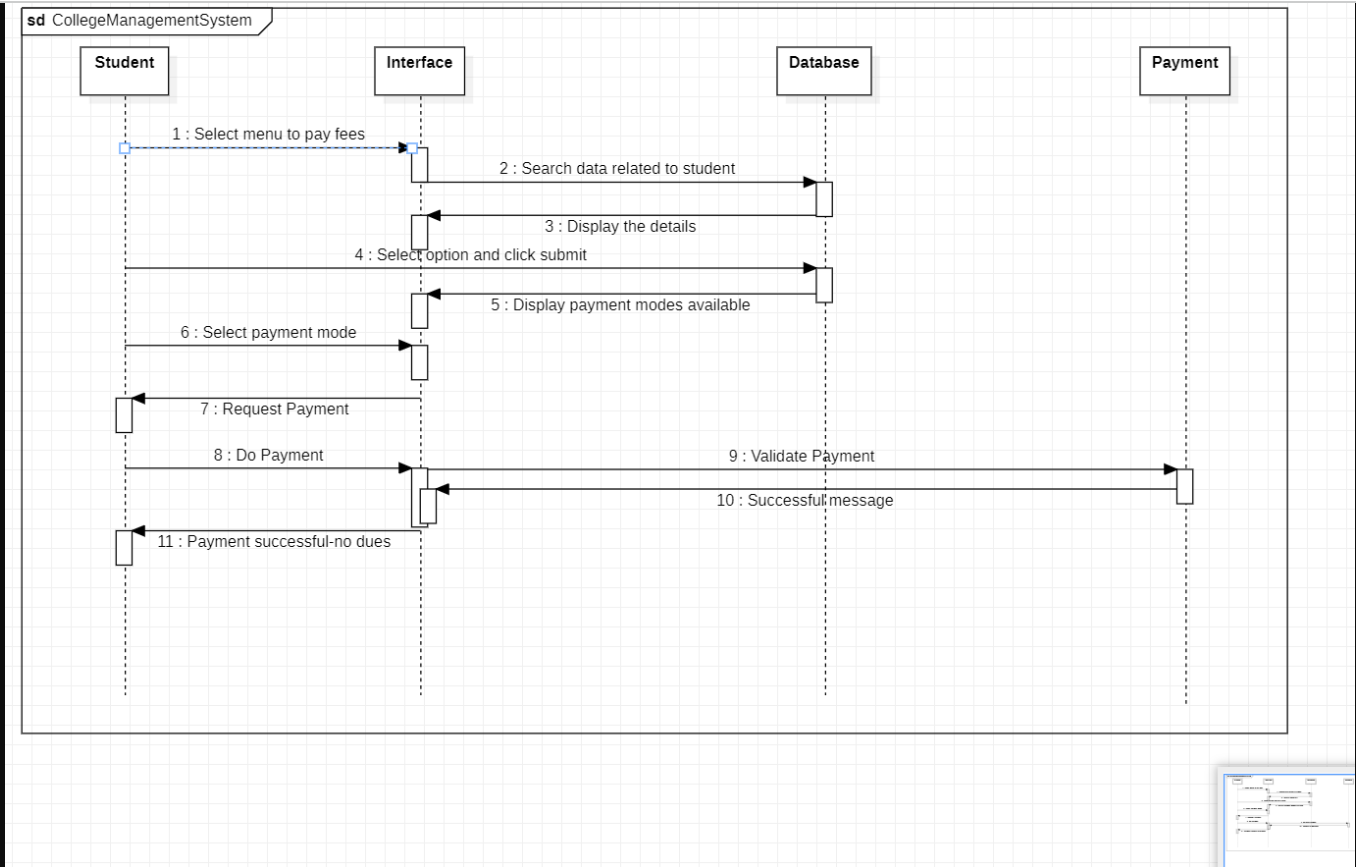 sd CollegeManagementSystem
Student
Interface
Database
Payment
1 : Select menu to pay fees
2 : Search data related to student
3 : Display the details
4 : Select option and click submit
5 : Display payment modes available
6 : Select payment mode
7 : Request Payment
8 : Do Payment
9 : Validate Payment
10 : Successful message
11 : Payment successful-no dues